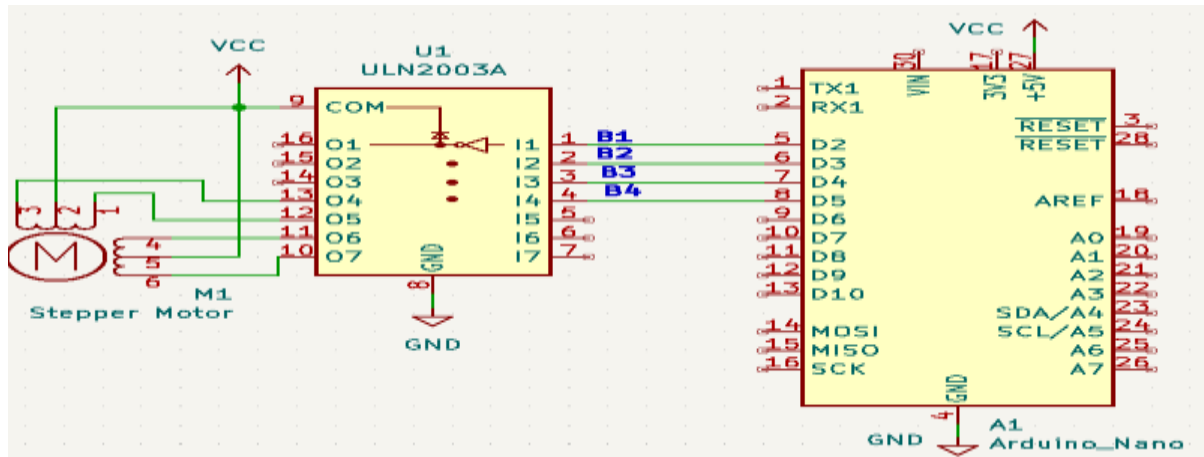 VCC
U1
ULN2003A
9 COM
16 O1 I1 1 B1
15 O2 I2 2 B2
14 O3 I3 3 B3
13 O4 I4 4 B4
12 O5 I5 5
11 O6 I6 6
10 O7 I7 7
GND
8
GND
3 2 1
M
4
5
6
M1
Stepper Motor
VCC
30 17 27
VIN 3V3 +5V
1 TX1
2 RX1
RESET 3
RESET 28
5 D2
6 D3
7 D4
8 D5 AREF 18
9 D6
10 D7 A0 19
11 D8 A1 20
12 D9 A2 21
13 D10 A3 22
SDA/A4 23
14 MOSI SCL/A5 24
15 MISO A6 25
16 SCK A7 26
GND
4
GND
A1
Arduino_Nano